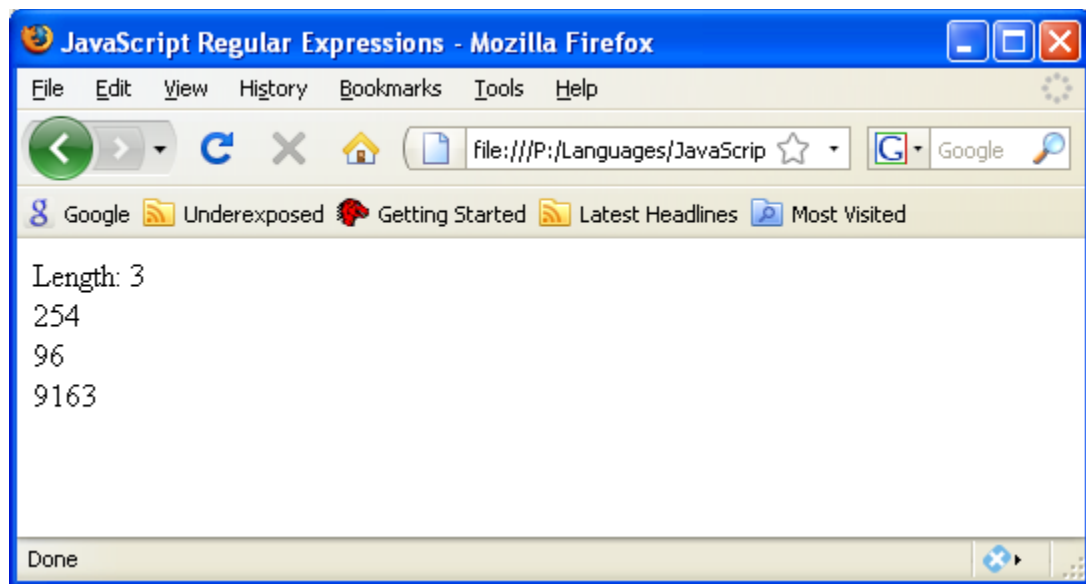 JavaScript Regular Expressions - Mozilla Firefox
File Edit View History Bookmarks Tools Help
file:///P:/Languages/JavaScrip G Google
g Google Underexposed Getting Started Latest Headlines Most Visited
Length: 3
254
96
9163
Done